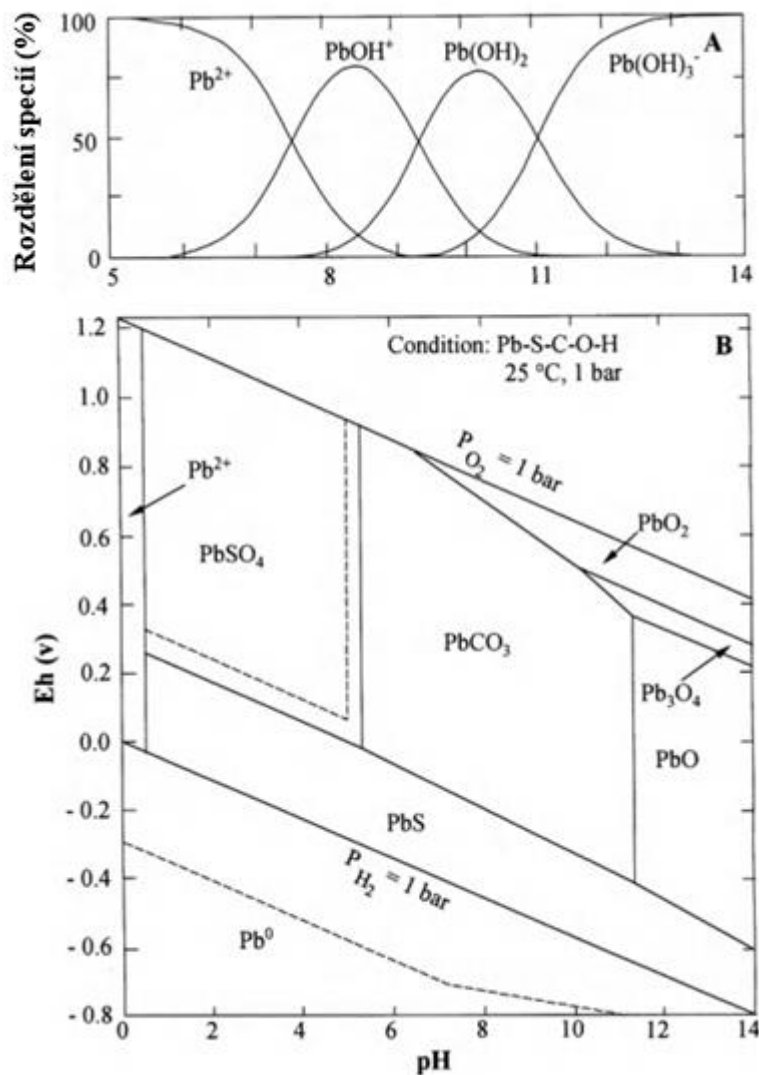 Rozdělení specií (%)
100
50
0
A
Pb²⁺
PbOH⁺
Pb(OH)₂
Pb(OH)₃⁻
5
8
11
14
Eh (v)
1.2
1.0
0.8
0.6
0.4
0.2
0.0
- 0.2
- 0.4
- 0.6
- 0.8
Condition: Pb-S-C-O-H
25 °C, 1 bar
B
P_O₂ = 1 bar
Pb²⁺
PbO₂
PbSO₄
PbCO₃
Pb₃O₄
PbO
PbS
P_H₂ = 1 bar
Pb⁰
0
2
4
6
8
10
12
14
pH